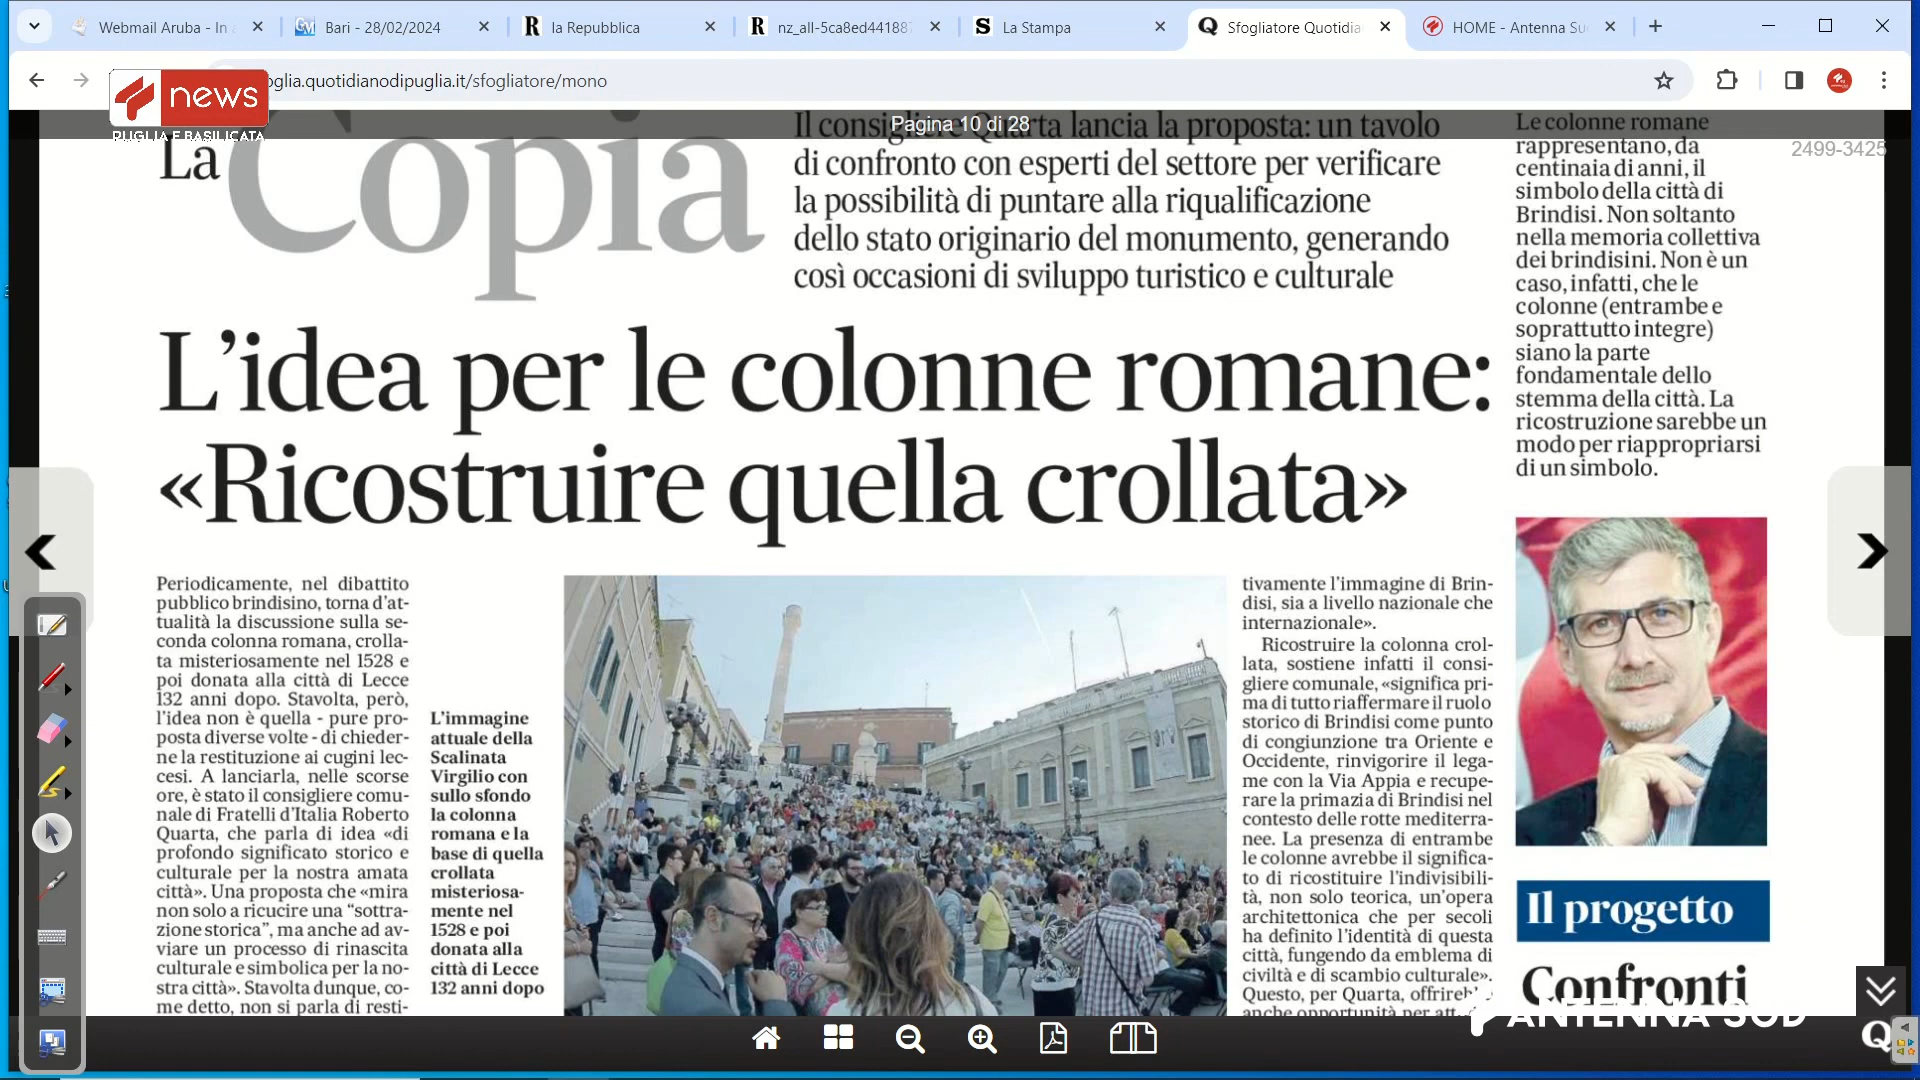 Webmail Aruba - In a
Bari - 28/02/2024
la Repubblica
nz_all-5ca8ed441887
La Stampa
Sfogliatore Quotidia
HOME - Antenna Su
oglia.quotidianodipuglia.it/sfogliatore/mono
news
PUGLIA E BASILICATA
Pagina 10 di 28
2499-3425
La
Copia
Il consigliere Quarta lancia la proposta: un tavolo
di confronto con esperti del settore per verificare
la possibilità di puntare alla riqualificazione
dello stato originario del monumento, generando
così occasioni di sviluppo turistico e culturale
L'idea per le colonne romane:
«Ricostruire quella crollata»
Periodicamente, nel dibattito
pubblico brindisino, torna d'at-
tualità la discussione sulla se-
conda colonna romana, crolla-
ta misteriosamente nel 1528 e
poi donata alla città di Lecce
132 anni dopo. Stavolta, però,
l'idea non è quella - pure pro-
posta diverse volte - di chieder-
ne la restituzione ai cugini lec-
cesi. A lanciarla, nelle scorse
ore, è stato il consigliere comu-
nale di Fratelli d'Italia Roberto
Quarta, che parla di idea «di
profondo significato storico e
culturale per la nostra amata
città». Una proposta che «mira
non solo a ricucire una “sottra-
zione storica”, ma anche ad av-
viare un processo di rinascita
culturale e simbolica per la no-
stra città». Stavolta dunque, co-
me detto, non si parla di resti-
L'immagine
attuale della
Scalinata
Virgilio con
sullo sfondo
la colonna
romana e la
base di quella
crollata
misteriosa-
mente nel
1528 e poi
donata alla
città di Lecce
132 anni dopo
tivamente l'immagine di Brin-
disi, sia a livello nazionale che
internazionale».
Ricostruire la colonna crol-
lata, sostiene infatti il consi-
gliere comunale, «significa pri-
ma di tutto riaffermare il ruolo
storico di Brindisi come punto
di congiunzione tra Oriente e
Occidente, rinvigorire il lega-
me con la Via Appia e recupe-
rare la primazia di Brindisi nel
contesto delle rotte mediterra-
nee. La presenza di entrambe
le colonne avrebbe il significa-
to di ricostituire l'indivisibili-
tà, non solo teorica, un'opera
architettonica che per secoli
ha definito l'identità di questa
città, fungendo da emblema di
civiltà e di scambio culturale».
Questo, per Quarta, offrireb
anche opportunità per att
Le colonne romane
rappresentano, da
centinaia di anni, il
simbolo della città di
Brindisi. Non soltanto
nella memoria collettiva
dei brindisini. Non è un
caso, infatti, che le
colonne (entrambe e
soprattutto integre)
siano la parte
fondamentale dello
stemma della città. La
ricostruzione sarebbe un
modo per riappropriarsi
di un simbolo.
Il progetto
Confronti
ANTENNA SUD
Q